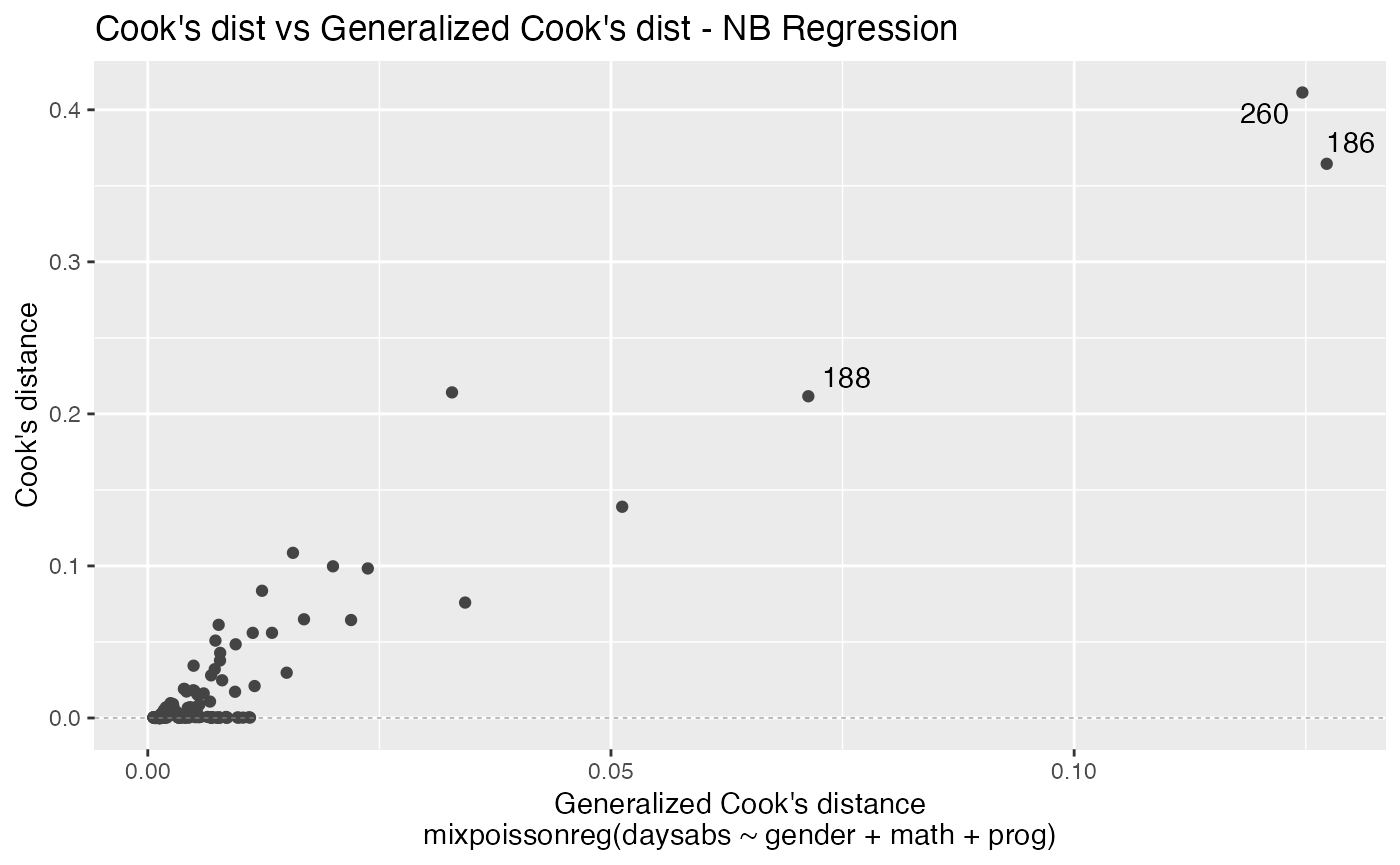 Cook's dist vs Generalized Cook's dist - NB Regression
0.4
260
186
0.3
Cook's distance
188
0.2
0.1
0.0
0.00
0.05
0.10
Generalized Cook's distance
mixpoissonreg(daysabs ~ gender + math + prog)